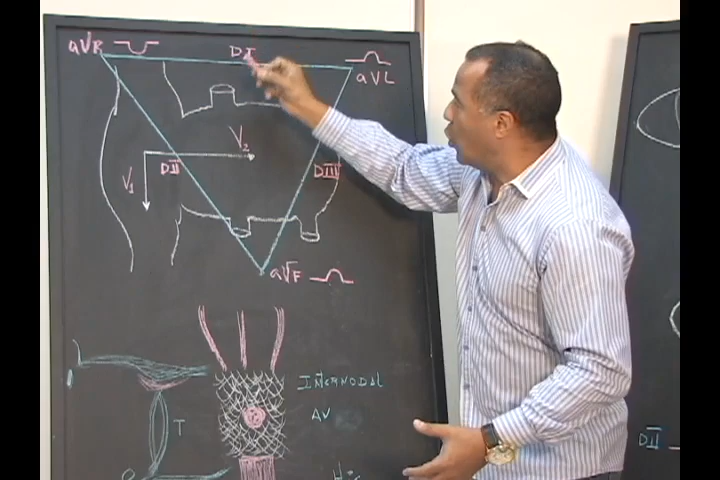 aVR
DI
aVL
V2
DII
DIII
V1
aVF
INTERNODAL
AV
T
DII